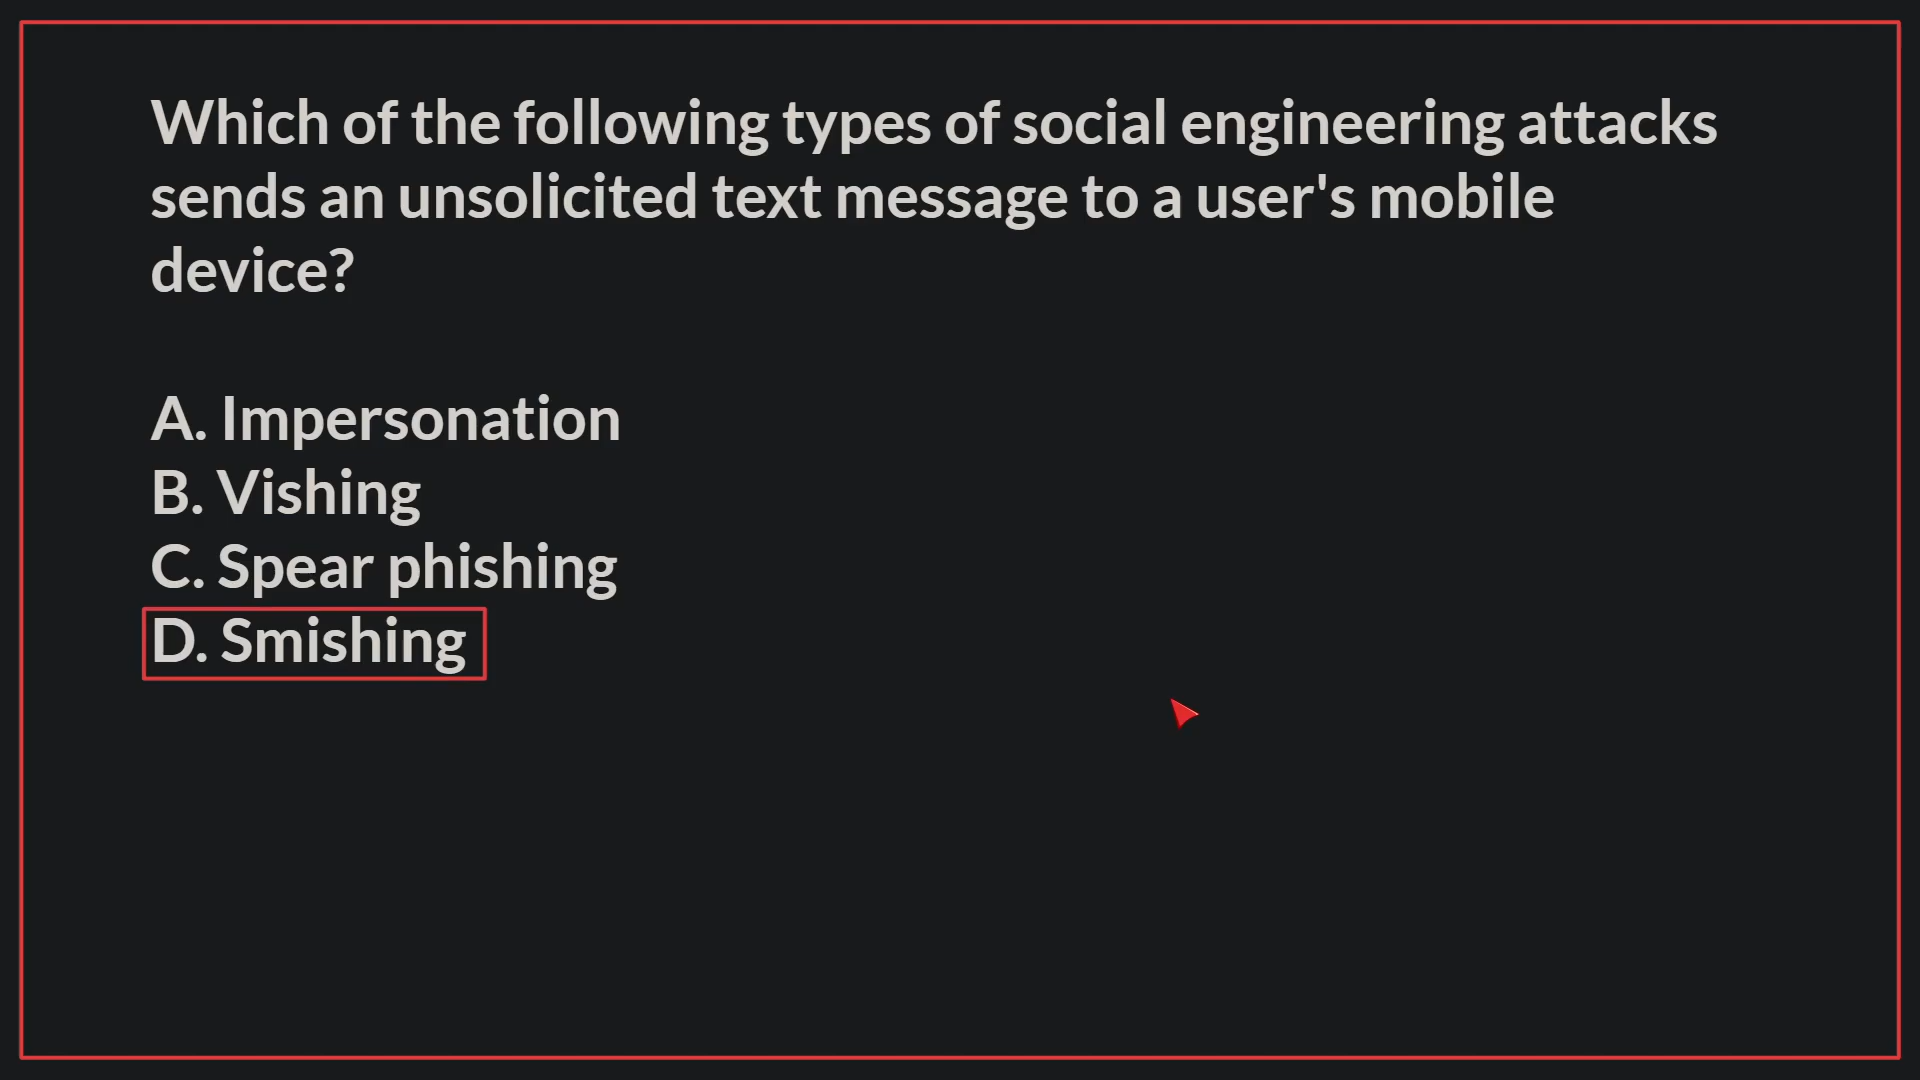 Which of the following types of social engineering attacks
sends an unsolicited text message to a user's mobile
device?
A. Impersonation
B. Vishing
C. Spear phishing
D. Smishing